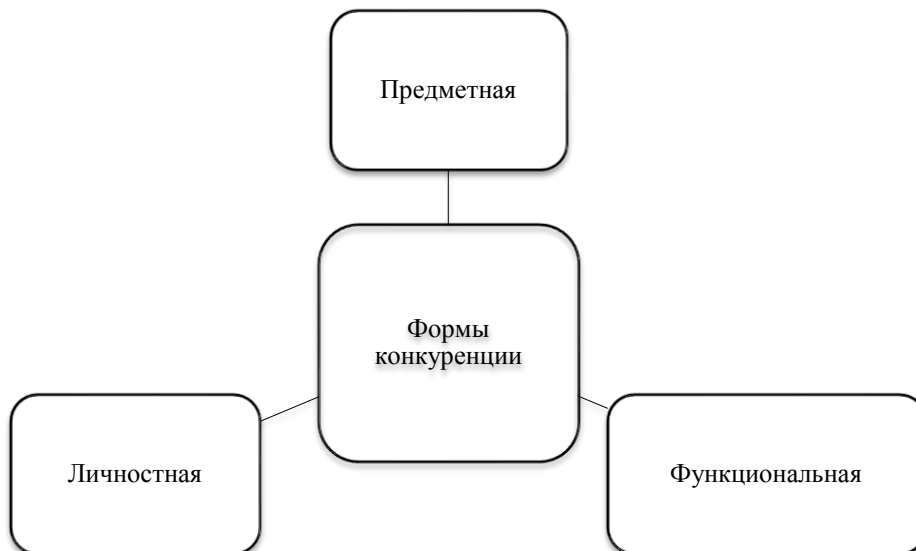 Предметная
Формы
конкуренции
Личностная
Функциональная